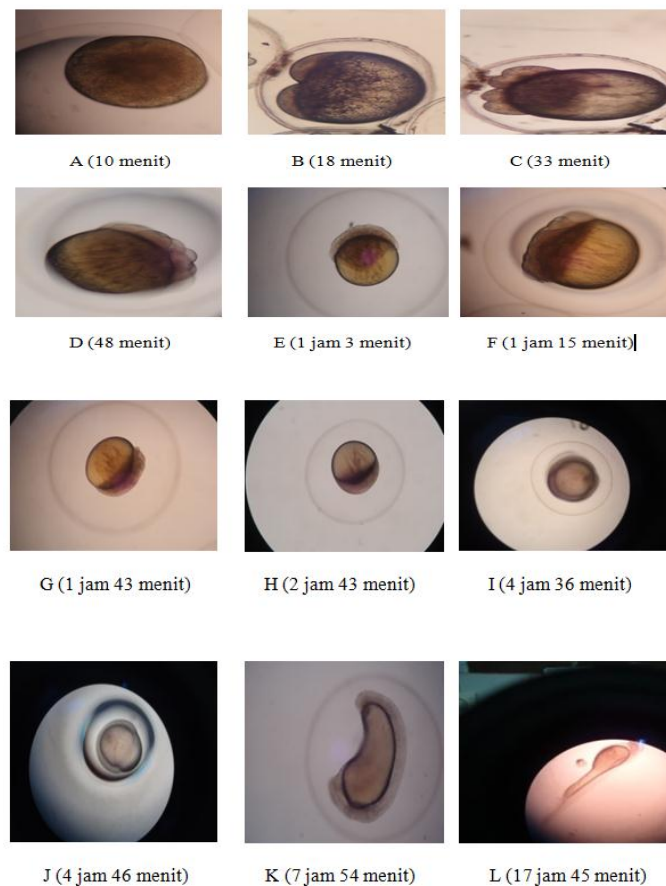 A (10 menit) B (18 menit) C (33 menit)
D (48 menit) E (1 jam 3 menit) F (1 jam 15 menit)
G (1 jam 43 menit) H (2 jam 43 menit) I (4 jam 36 menit)
J (4 jam 46 menit) K (7 jam 54 menit) L (17 jam 45 menit)